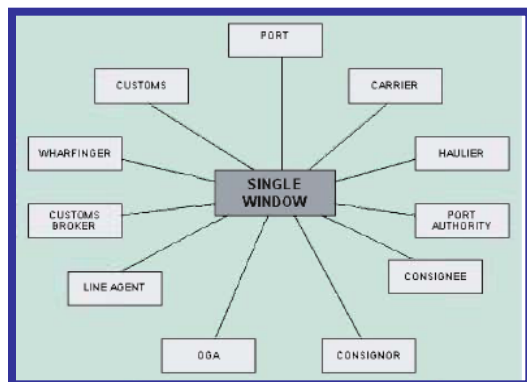 PORT
CUSTOMS
CARRIER
WHARFINGER
HAULIER
SINGLE
WINDOW
CUSTOMS
BROKER
PORT
AUTHORITY
LINE AGENT
CONSIGNEE
OGA
CONSIGNOR